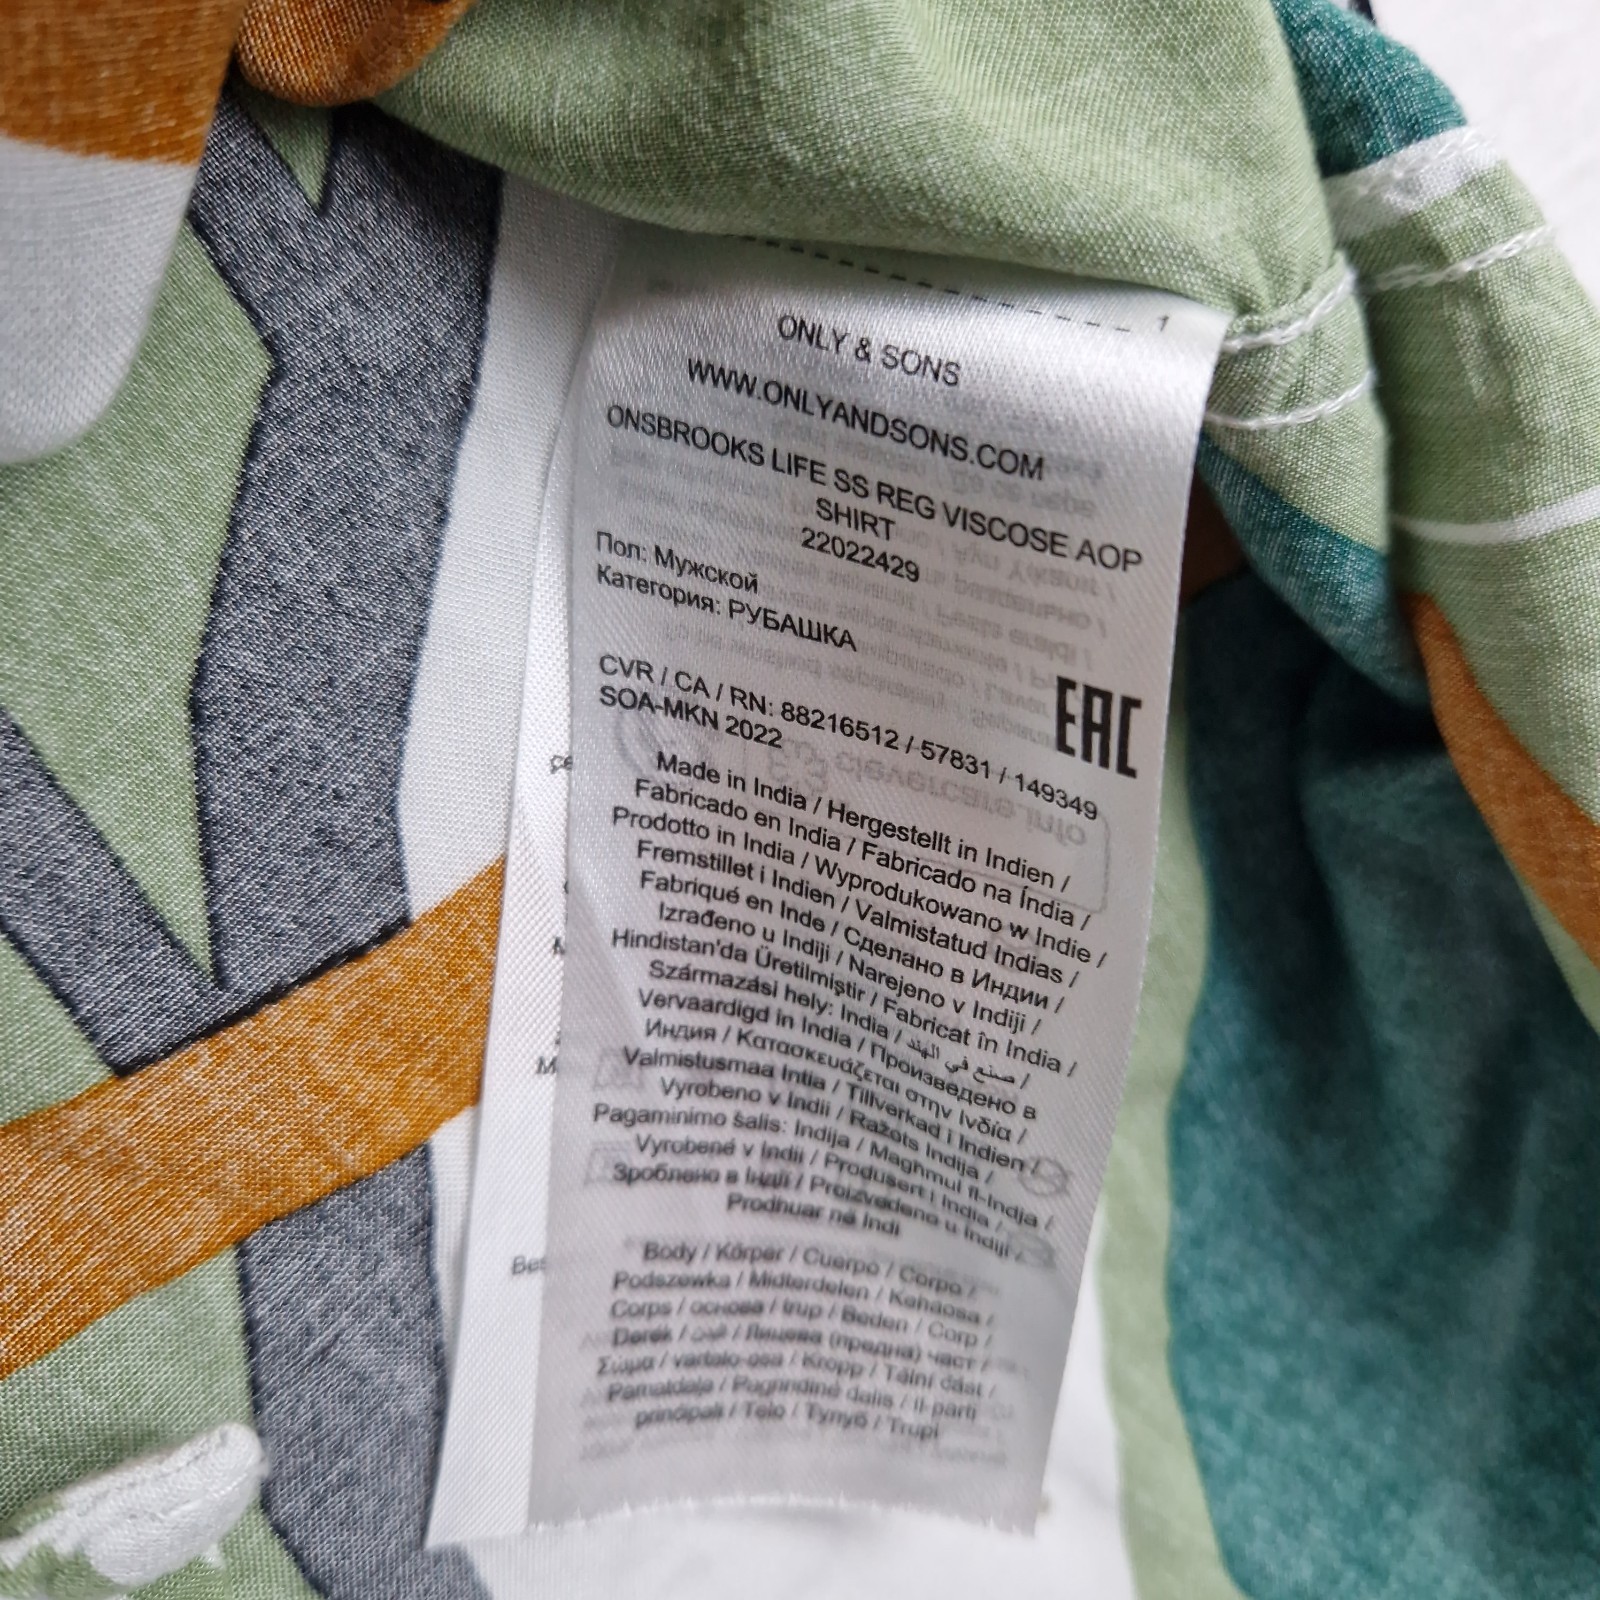 1
ONLY & SONS
WWW.ONLYANDSONS.COM
ONSBROOKS LIFE SS REG VISCOSE AOP
SHIRT
22022429
Пол: Мужской
Категория: РУБАШКА
EAC
CVR / CA / RN: 88216512 / 57831 / 149349
SOA-MKN 2022
Made in India / Hergestellt in Indien /
Fabricado en India / Fabricado na Índia /
Prodotto in India / Wyprodukowano w Indie /
Fremstillet i Indien / Valmistatud Indias /
Fabriqué en Inde / Сделано в Индии /
Izrađeno u Indiji / Narejeno v Indiji /
Hindistan'da Üretilmiştir / Fabricat în India /
Származási hely: India / صنع في الهند /
Vervaardigd in India / Произведено в
Индия / Κατασκευάζεται στην Ινδία /
Valmistusmaa Intia / Tillverkad i Indien /
Vyrobeno v Indii / Ražots Indijā /
Pagaminimo šalis: Indija / Magħmul fl-Indja /
Vyrobené v Indii / Produsert i India /
Зроблено в Індії / Proizvedeno u Indiji /
Prodhuar në Indi
Body / Körper / Cuerpo / Corpo /
Podszewka / Midterdelen / Kehaosa /
Corps / основа / trup / Beden / Corp /
Derék / / Лицева (предна) част /
Σώμα / vartalo-osa / Kropp / Tělní část /
Pamatdaļa / Pagrindinė dalis / Il-parti
prinċipali / Telo / Тулуб / Trupi